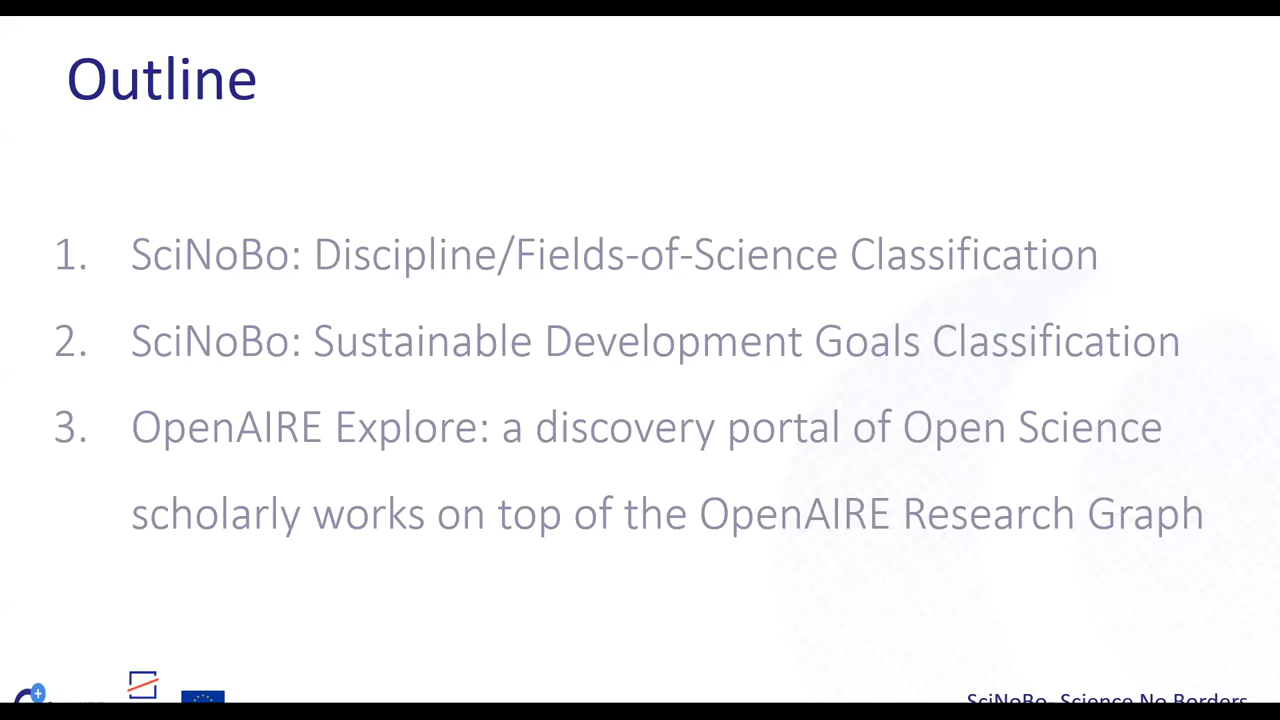 Outline
1. SciNoBo: Discipline/Fields-of-Science Classification
2. SciNoBo: Sustainable Development Goals Classification
3. OpenAIRE Explore: a discovery portal of Open Science
scholarly works on top of the OpenAIRE Research Graph
SciNoBo- Science No Borders